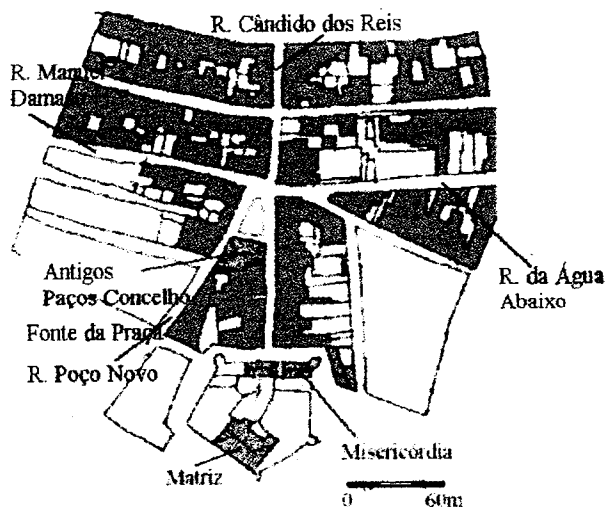 R. Cândido dos Reis
R. Manuel
Damas
R. da Água
Abaixo
Antigos
Paços Concelho
Fonte da Praça
R. Poço Novo
Misericórdia
Matriz
0 60m